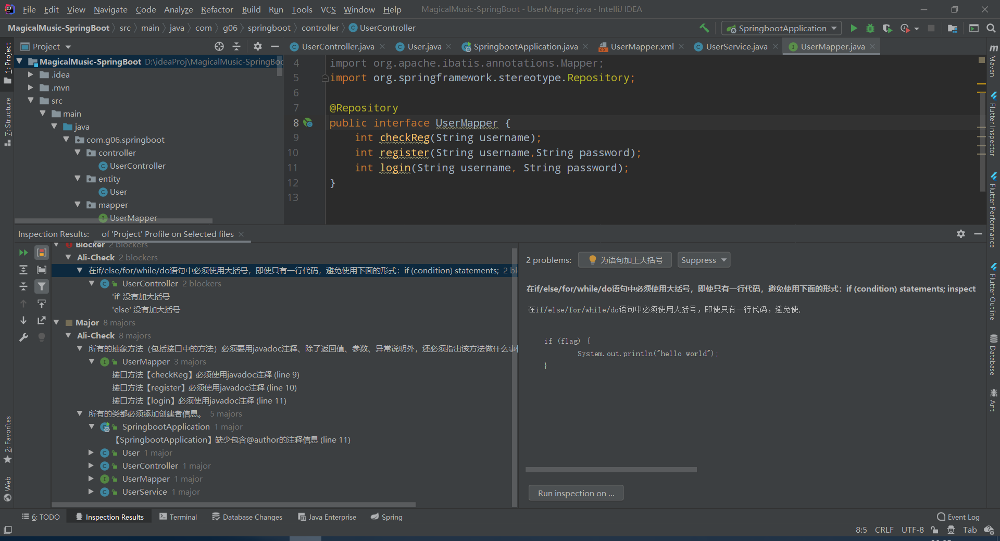 File Edit View Navigate Code Analyze Refactor Build Run Tools VCS Window Help MagicalMusic-SpringBoot - UserMapper.java - IntelliJ IDEA
MagicalMusic-SpringBoot src main java com g06 springboot controller UserController SpringbootApplication
Project UserController.java User.java SpringbootApplication.java UserMapper.xml UserService.java UserMapper.java
MagicalMusic-SpringBoot D:\ideaProj\MagicalMusic-SpringBoo
.idea
.mvn
src
main
java
com.g06.springboot
controller
UserController
entity
User
mapper
UserMapper
4 import org.apache.ibatis.annotations.Mapper;
5 import org.springframework.stereotype.Repository;
6
7 @Repository
8 public interface UserMapper {
9 int checkReg(String username);
10 int register(String username,String password);
11 int login(String username, String password);
12 }
13
Inspection Results: of 'Project' Profile on Selected files
Blocker 2 blockers
Ali-Check 2 blockers
在if/else/for/while/do语句中必须使用大括号，即使只有一行代码，避免使用下面的形式：if (condition) statements; 2 bl
UserController 2 blockers
'if' 没有加大括号
'else' 没有加大括号
Major 8 majors
Ali-Check 8 majors
所有的抽象方法（包括接口中的方法）必须要用javadoc注释、除了返回值、参数、异常说明外，还必须指出该方法做什么事
UserMapper 3 majors
接口方法【checkReg】必须使用javadoc注释 (line 9)
接口方法【register】必须使用javadoc注释 (line 10)
接口方法【login】必须使用javadoc注释 (line 11)
所有的类都必须添加创建者信息。 5 majors
SpringbootApplication 1 major
【SpringbootApplication】缺少包含@author的注释信息 (line 11)
User 1 major
UserController 1 major
UserMapper 1 major
UserService 1 major
2 problems: 为语句加上大括号 Suppress
在if/else/for/while/do语句中必须使用大括号，即使只有一行代码，避免使用下面的形式：if (condition) statements; inspect
在if/else/for/while/do语句中必须使用大括号，即使只有一行代码，避免使
if (flag) {
System.out.println("hello world");
}
Run inspection on ...
1: Project
7: Structure
2: Favorites
Web
Maven
Flutter Inspector
Flutter Performance
Flutter Outline
Database
Ant
6: TODO Inspection Results Terminal Database Changes Java Enterprise Spring Event Log
8:5 CRLF UTF-8 Tab